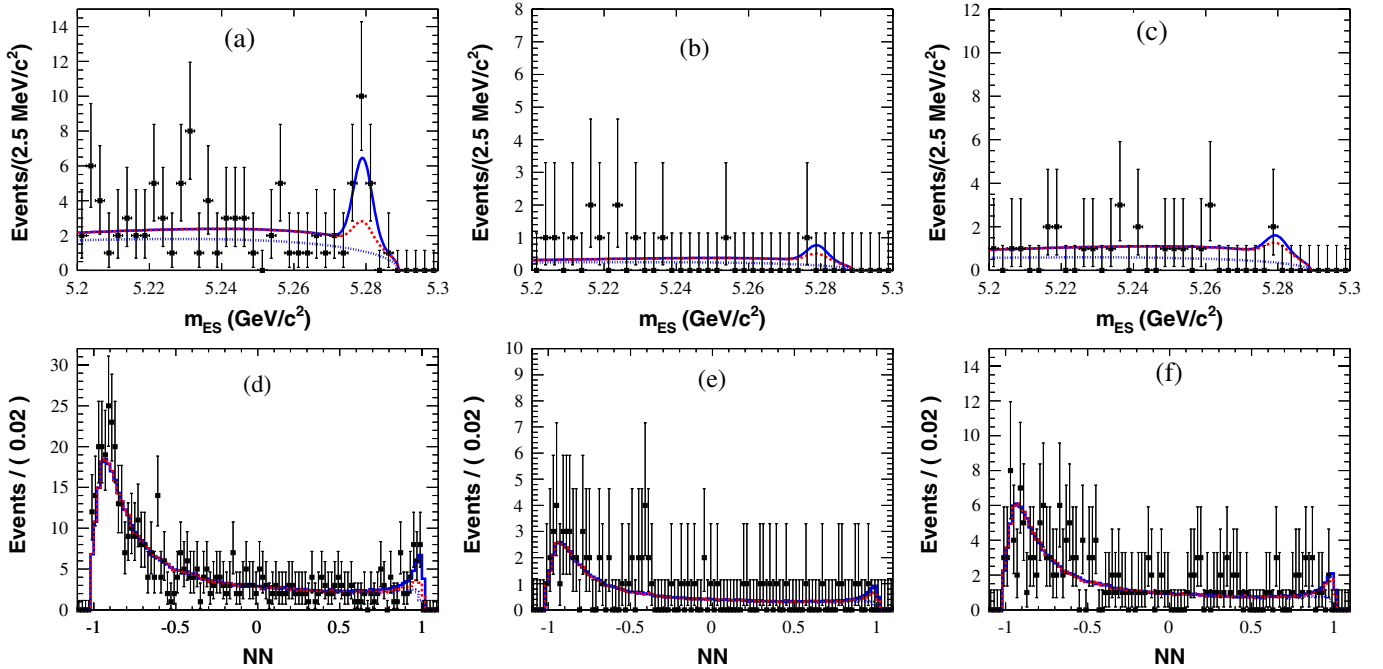 (a)
Events/(2.5 MeV/c²)
14
12
10
8
6
4
2
0
5.2 5.22 5.24 5.26 5.28 5.3
m_ES (GeV/c²)
(b)
Events/(2.5 MeV/c²)
8
7
6
5
4
3
2
1
0
5.2 5.22 5.24 5.26 5.28 5.3
m_ES (GeV/c²)
(c)
Events/(2.5 MeV/c²)
12
10
8
6
4
2
0
5.2 5.22 5.24 5.26 5.28 5.3
m_ES (GeV/c²)
(d)
Events / ( 0.02 )
30
25
20
15
10
5
0
-1 -0.5 0 0.5 1
NN
(e)
Events / ( 0.02 )
10
9
8
7
6
5
4
3
2
1
0
-1 -0.5 0 0.5 1
NN
(f)
Events / ( 0.02 )
14
12
10
8
6
4
2
0
-1 -0.5 0 0.5 1
NN